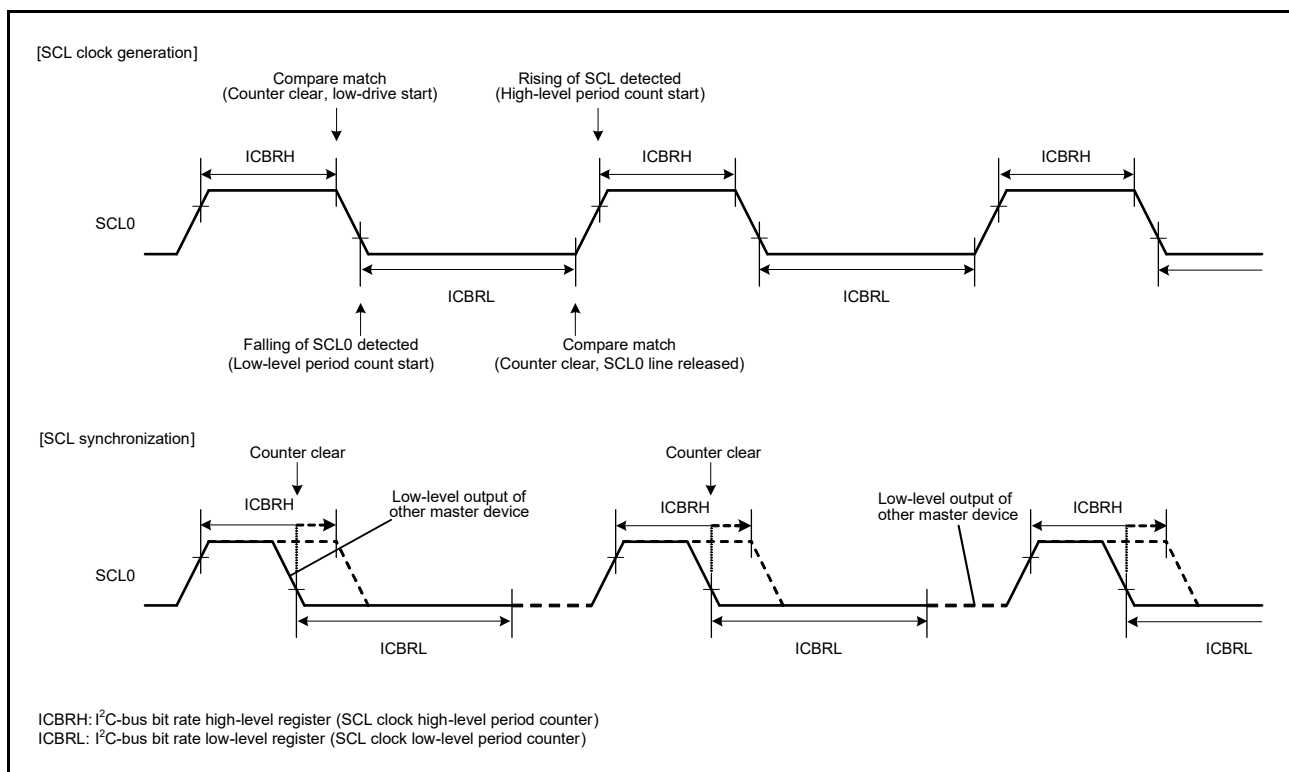 [SCL clock generation]
Compare match
(Counter clear, low-drive start)
Rising of SCL detected
(High-level period count start)
ICBRH
ICBRH
ICBRH
SCL0
ICBRL
ICBRL
Falling of SCL0 detected
(Low-level period count start)
Compare match
(Counter clear, SCL0 line released)
[SCL synchronization]
Counter clear
Counter clear
ICBRH
Low-level output of
other master device
ICBRH
Low-level output of
other master device
ICBRH
SCL0
ICBRL
ICBRL
ICBRL
ICBRH: I²C-bus bit rate high-level register (SCL clock high-level period counter)
ICBRL: I²C-bus bit rate low-level register (SCL clock low-level period counter)